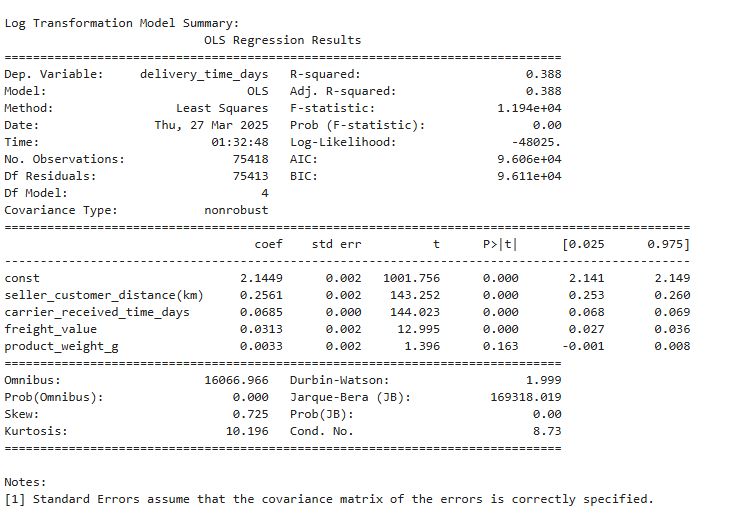 Log Transformation Model Summary:
OLS Regression Results
==============================================================================
Dep. Variable: delivery_time_days R-squared: 0.388
Model: OLS Adj. R-squared: 0.388
Method: Least Squares F-statistic: 1.194e+04
Date: Thu, 27 Mar 2025 Prob (F-statistic): 0.00
Time: 01:32:48 Log-Likelihood: -48025.
No. Observations: 75418 AIC: 9.606e+04
Df Residuals: 75413 BIC: 9.611e+04
Df Model: 4
Covariance Type: nonrobust
================================================================================================
coef std err t P>|t| [0.025 0.975]
------------------------------------------------------------------------------------------------
const 2.1449 0.002 1001.756 0.000 2.141 2.149
seller_customer_distance(km) 0.2561 0.002 143.252 0.000 0.253 0.260
carrier_received_time_days 0.0685 0.000 144.023 0.000 0.068 0.069
freight_value 0.0313 0.002 12.995 0.000 0.027 0.036
product_weight_g 0.0033 0.002 1.396 0.163 -0.001 0.008
==============================================================================
Omnibus: 16066.966 Durbin-Watson: 1.999
Prob(Omnibus): 0.000 Jarque-Bera (JB): 169318.019
Skew: 0.725 Prob(JB): 0.00
Kurtosis: 10.196 Cond. No. 8.73
==============================================================================
Notes:
[1] Standard Errors assume that the covariance matrix of the errors is correctly specified.